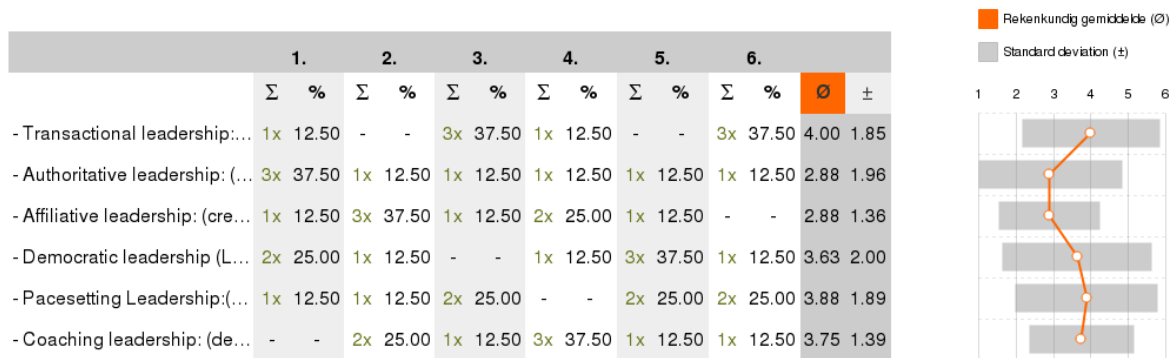 Rekenkundig gemiddelde (Ø)
Standard deviation (±)
1. 2. 3. 4. 5. 6.
Σ % Σ % Σ % Σ % Σ % Σ % Ø ±
1 2 3 4 5 6
- Transactional leadership:... 1x 12.50 - - 3x 37.50 1x 12.50 - - 3x 37.50 4.00 1.85
- Authoritative leadership: (... 3x 37.50 1x 12.50 1x 12.50 1x 12.50 1x 12.50 1x 12.50 2.88 1.96
- Affiliative leadership: (cre... 1x 12.50 3x 37.50 1x 12.50 2x 25.00 1x 12.50 - - 2.88 1.36
- Democratic leadership (L... 2x 25.00 1x 12.50 - - 1x 12.50 3x 37.50 1x 12.50 3.63 2.00
- Pacesetting Leadership:(... 1x 12.50 1x 12.50 2x 25.00 - - 2x 25.00 2x 25.00 3.88 1.89
- Coaching leadership: (de... - - 2x 25.00 1x 12.50 3x 37.50 1x 12.50 1x 12.50 3.75 1.39